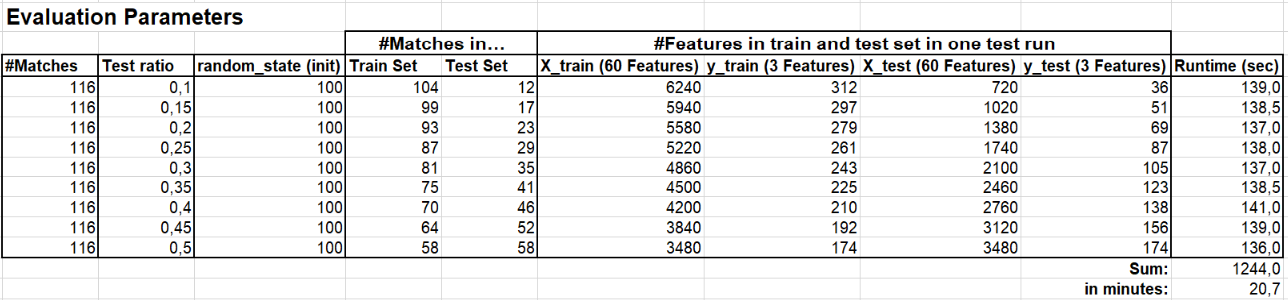 Evaluation Parameters
#Matches in… #Features in train and test set in one test run
#Matches Test ratio random_state (init) Train Set Test Set X_train (60 Features) y_train (3 Features) X_test (60 Features) y_test (3 Features) Runtime (sec)
116 0,1 100 104 12 6240 312 720 36 139,0
116 0,15 100 99 17 5940 297 1020 51 138,5
116 0,2 100 93 23 5580 279 1380 69 137,0
116 0,25 100 87 29 5220 261 1740 87 138,0
116 0,3 100 81 35 4860 243 2100 105 137,0
116 0,35 100 75 41 4500 225 2460 123 138,5
116 0,4 100 70 46 4200 210 2760 138 141,0
116 0,45 100 64 52 3840 192 3120 156 139,0
116 0,5 100 58 58 3480 174 3480 174 136,0
Sum: 1244,0
in minutes: 20,7